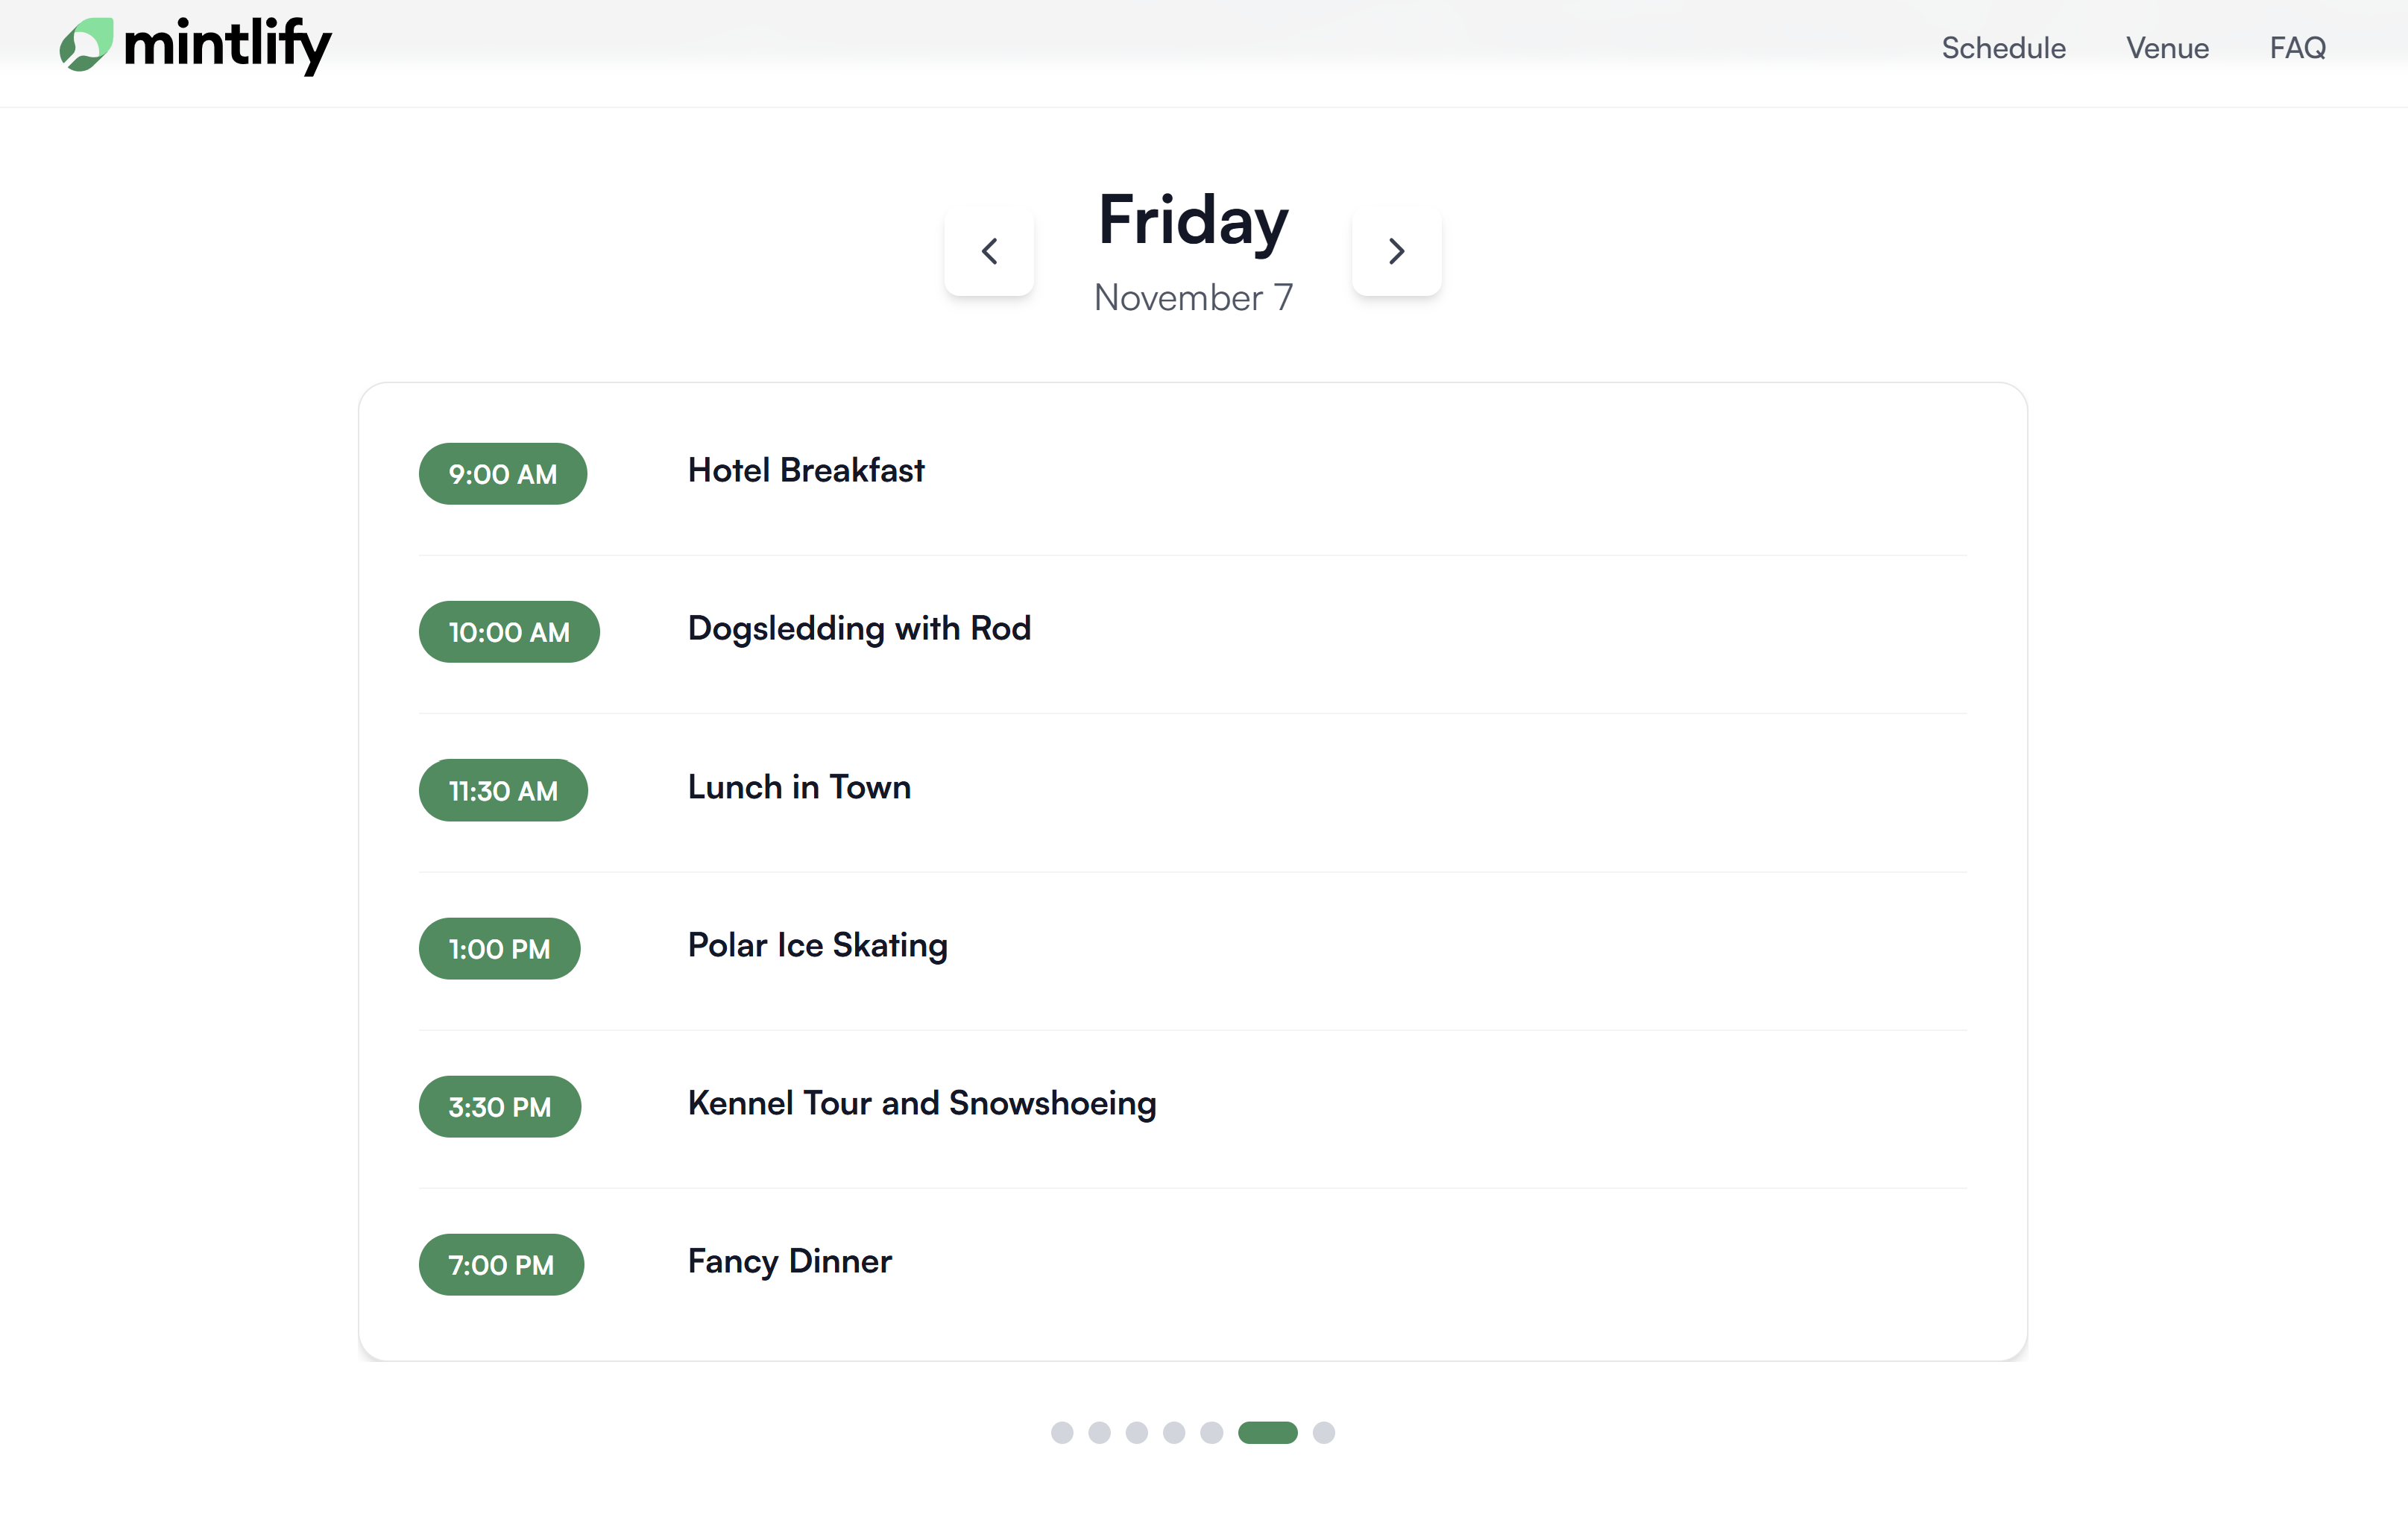 mintlify
Schedule Venue FAQ
Friday
November 7
9:00 AM Hotel Breakfast
10:00 AM Dogsledding with Rod
11:30 AM Lunch in Town
1:00 PM Polar Ice Skating
3:30 PM Kennel Tour and Snowshoeing
7:00 PM Fancy Dinner